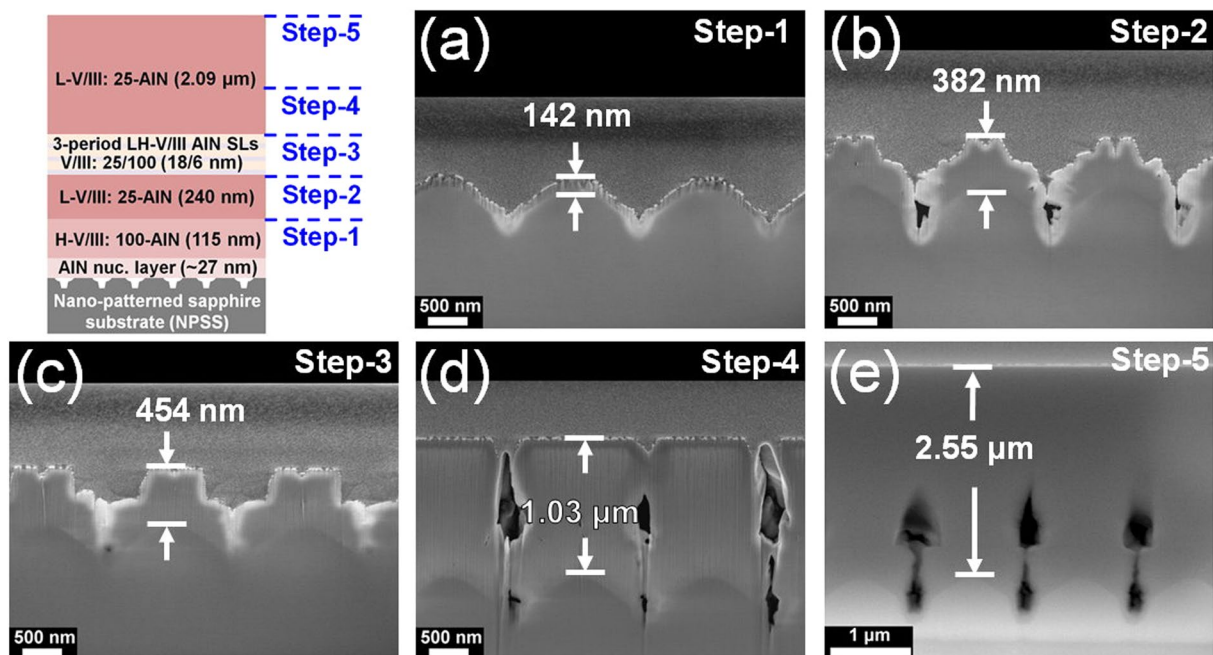 Step-5
L-V/III: 25-AlN (2.09 μm)
Step-4
3-period LH-V/III AlN SLs
V/III: 25/100 (18/6 nm)
Step-3
L-V/III: 25-AlN (240 nm)
Step-2
H-V/III: 100-AlN (115 nm)
Step-1
AlN nuc. layer (~27 nm)
Nano-patterned sapphire
substrate (NPSS)
(a)
Step-1
142 nm
500 nm
(b)
Step-2
382 nm
500 nm
(c)
Step-3
454 nm
500 nm
(d)
Step-4
1.03 μm
500 nm
(e)
Step-5
2.55 μm
1 μm